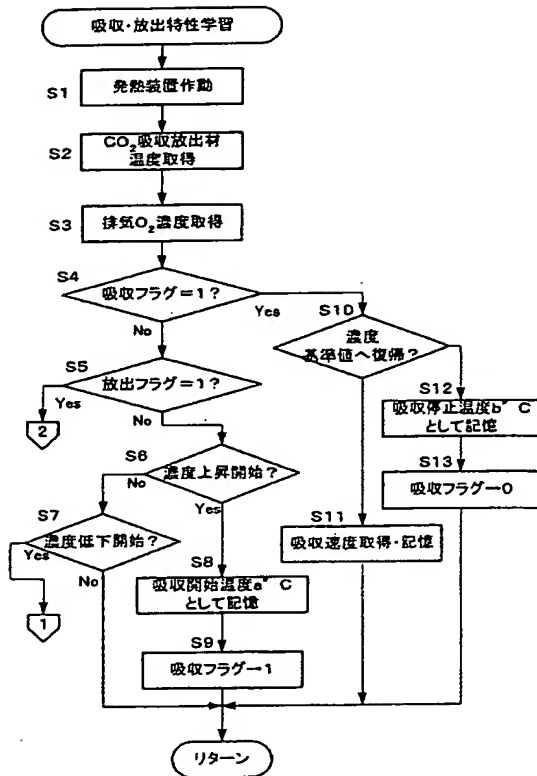 吸収・放出特性学習
S1
発熱装置作動
S2
CO₂吸収放出材
温度取得
S3
排気O₂濃度取得
S4
吸収フラグ＝1？
Yes
No
S10
濃度
基準値へ復帰？
S5
放出フラグ＝1？
Yes
No
2
S12
吸収停止温度b°C
として記憶
S13
吸収フラグ→0
S6
濃度上昇開始？
No
Yes
S7
濃度低下開始？
Yes
No
1
S11
吸収速度取得・記憶
S8
吸収開始温度a°C
として記憶
S9
吸収フラグ→1
リターン